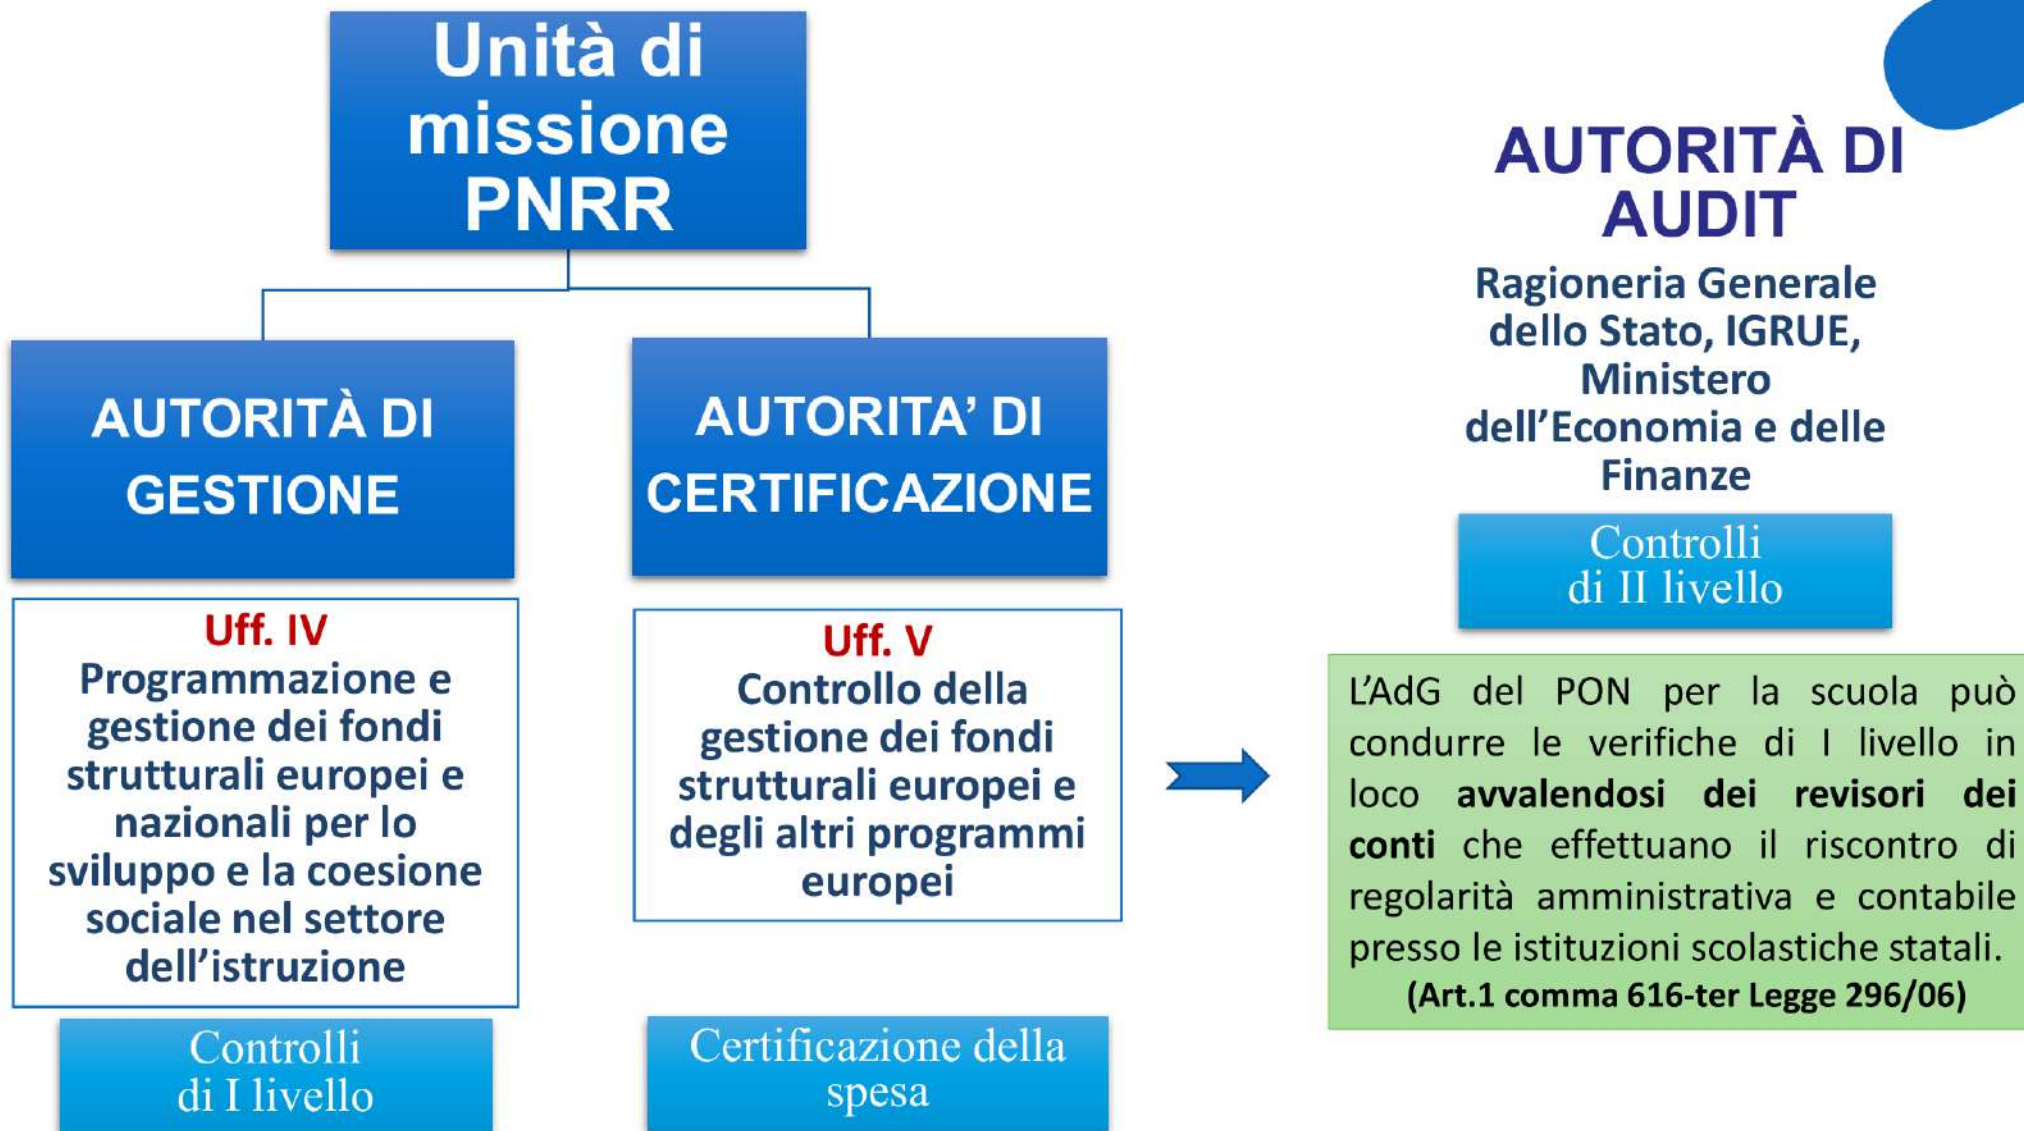 Unità di
missione
PNRR
AUTORITÀ DI
GESTIONE
Uff. IV
Programmazione e
gestione dei fondi
strutturali europei e
nazionali per lo
sviluppo e la coesione
sociale nel settore
dell’istruzione
Controlli
di I livello
AUTORITA’ DI
CERTIFICAZIONE
Uff. V
Controllo della
gestione dei fondi
strutturali europei e
degli altri programmi
europei
Certificazione della
spesa
AUTORITÀ DI
AUDIT
Ragioneria Generale
dello Stato, IGRUE,
Ministero
dell’Economia e delle
Finanze
Controlli
di II livello
L’AdG del PON per la scuola può
condurre le verifiche di I livello in
loco avvalendosi dei revisori dei
conti che effettuano il riscontro di
regolarità amministrativa e contabile
presso le istituzioni scolastiche statali.
(Art.1 comma 616-ter Legge 296/06)